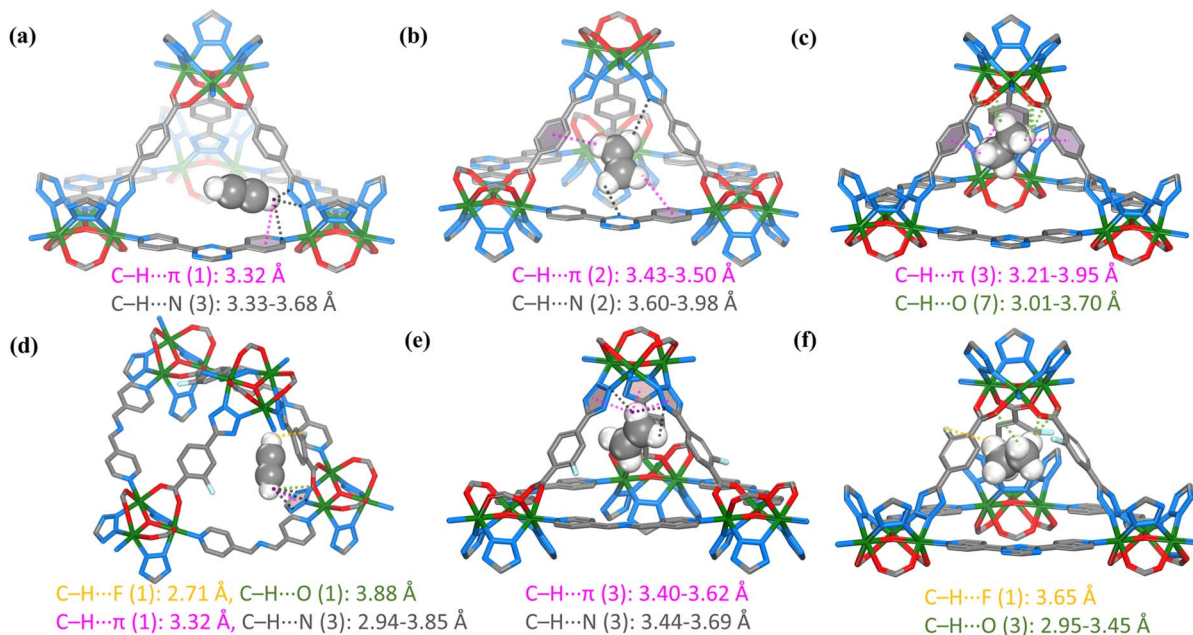 (a)
(b)
(c)
C–H···π (1): 3.32 Å
C–H···N (3): 3.33-3.68 Å
C–H···π (2): 3.43-3.50 Å
C–H···N (2): 3.60-3.98 Å
C–H···π (3): 3.21-3.95 Å
C–H···O (7): 3.01-3.70 Å
(d)
(e)
(f)
C–H···F (1): 2.71 Å, C–H···O (1): 3.88 Å
C–H···π (1): 3.32 Å, C–H···N (3): 2.94-3.85 Å
C–H···π (3): 3.40-3.62 Å
C–H···N (3): 3.44-3.69 Å
C–H···F (1): 3.65 Å
C–H···O (3): 2.95-3.45 Å